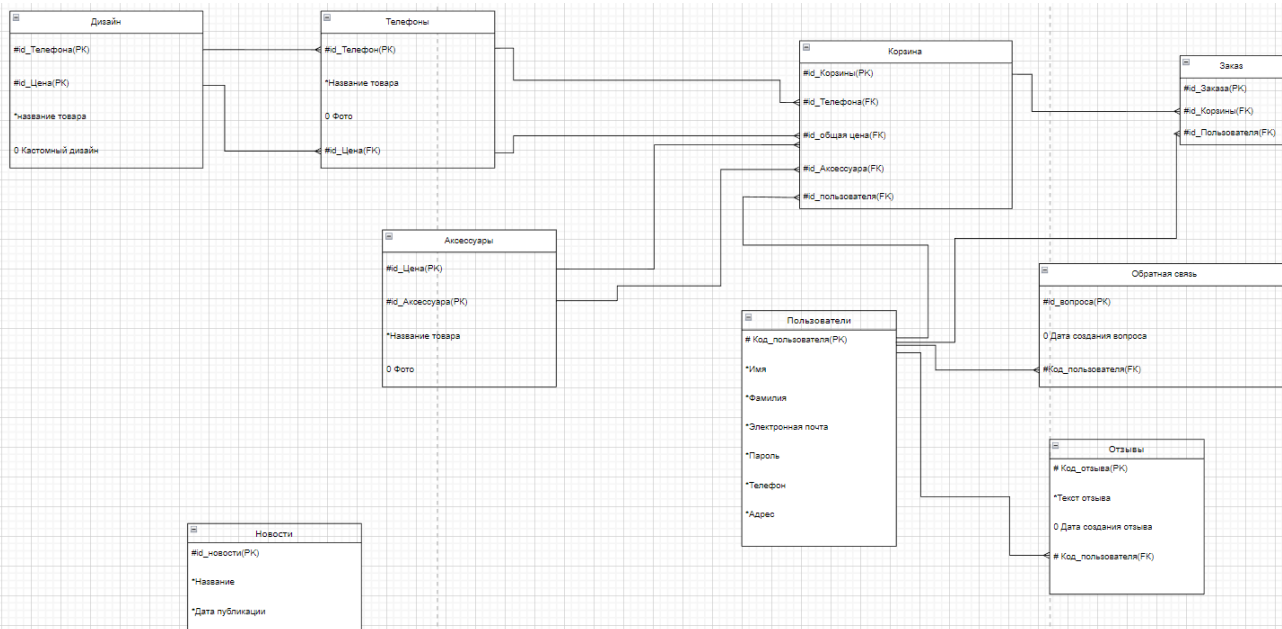 Дизайн
#id_Телефона(PK)
#id_Цена(PK)
*название товара
0 Кастомный дизайн
Телефоны
#id_Телефон(PK)
*Название товара
0 Фото
#id_Цена(FK)
Корзина
#id_Корзины(PK)
#id_Телефона(FK)
#id_общая цена(FK)
#id_Аксессуара(FK)
#id_пользователя(FK)
Заказ
#id_Заказа(PK)
#id_Корзины(FK)
#id_Пользователя(FK)
Аксессуары
#id_Цена(PK)
#id_Аксессуара(PK)
*Название товара
0 Фото
Пользователи
# Код_пользователя(PK)
*Имя
*Фамилия
*Электронная почта
*Пароль
*Телефон
*Адрес
Обратная связь
#id_вопроса(PK)
0 Дата создания вопроса
#Код_пользователя(FK)
Отзывы
# Код_отзыва(PK)
*Текст отзыва
0 Дата создания отзыва
# Код_пользователя(FK)
Новости
#id_новости(PK)
*Название
*Дата публикации